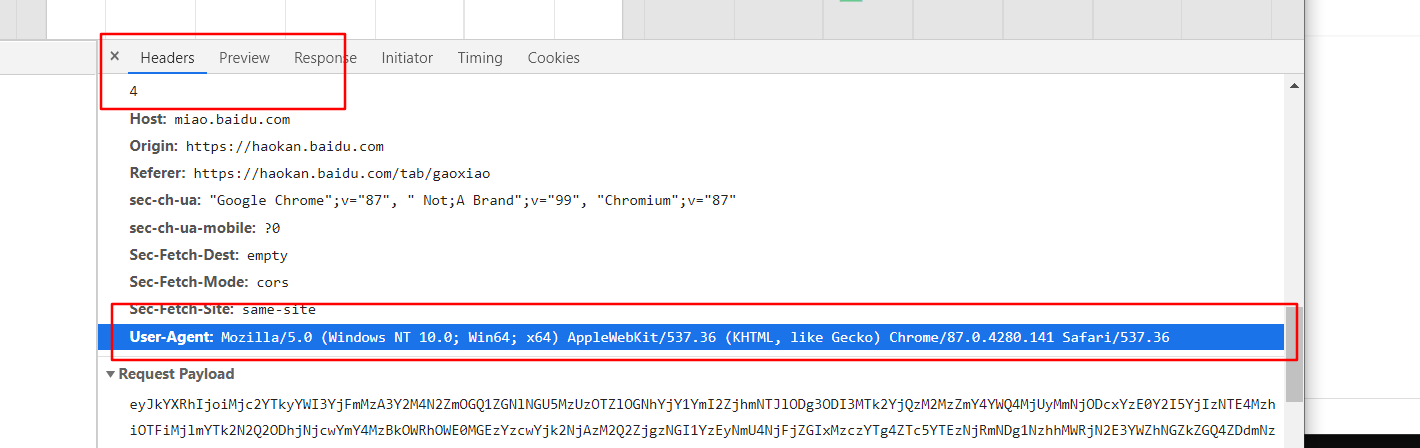 × Headers Preview Response Initiator Timing Cookies
4
Host: miao.baidu.com
Origin: https://haokan.baidu.com
Referer: https://haokan.baidu.com/tab/gaoxiao
sec-ch-ua: "Google Chrome";v="87", " Not;A Brand";v="99", "Chromium";v="87"
sec-ch-ua-mobile: ?0
Sec-Fetch-Dest: empty
Sec-Fetch-Mode: cors
Sec-Fetch-Site: same-site
User-Agent: Mozilla/5.0 (Windows NT 10.0; Win64; x64) AppleWebKit/537.36 (KHTML, like Gecko) Chrome/87.0.4280.141 Safari/537.36
▼ Request Payload
eyJkYXRhIjoiMjc2YTkyYWI3YjFmMzA3Y2M4N2ZmOGQ1ZGNlNGU5MzUzOTZlOGNhYjY1YmI2ZjhmNTJlODg3ODI3MTk2YjQzM2MzZmY4YWQ4MjUyMmNjODcxYzE0Y2I5YjIzNTE4Mzh
iOTFiMjlmYTk2N2Q2ODhjNjcwYmY4MzBkOWRhOWE0MGEzYzcwYjk2NjAzM2Q2ZjgzNGI1YzEyNmU4NjFjZGIxMzczYTg4ZTc5YTEzNjRmNDg1NzhhMWRjN2E3YWZhNGZkZGQ4ZDdmNz